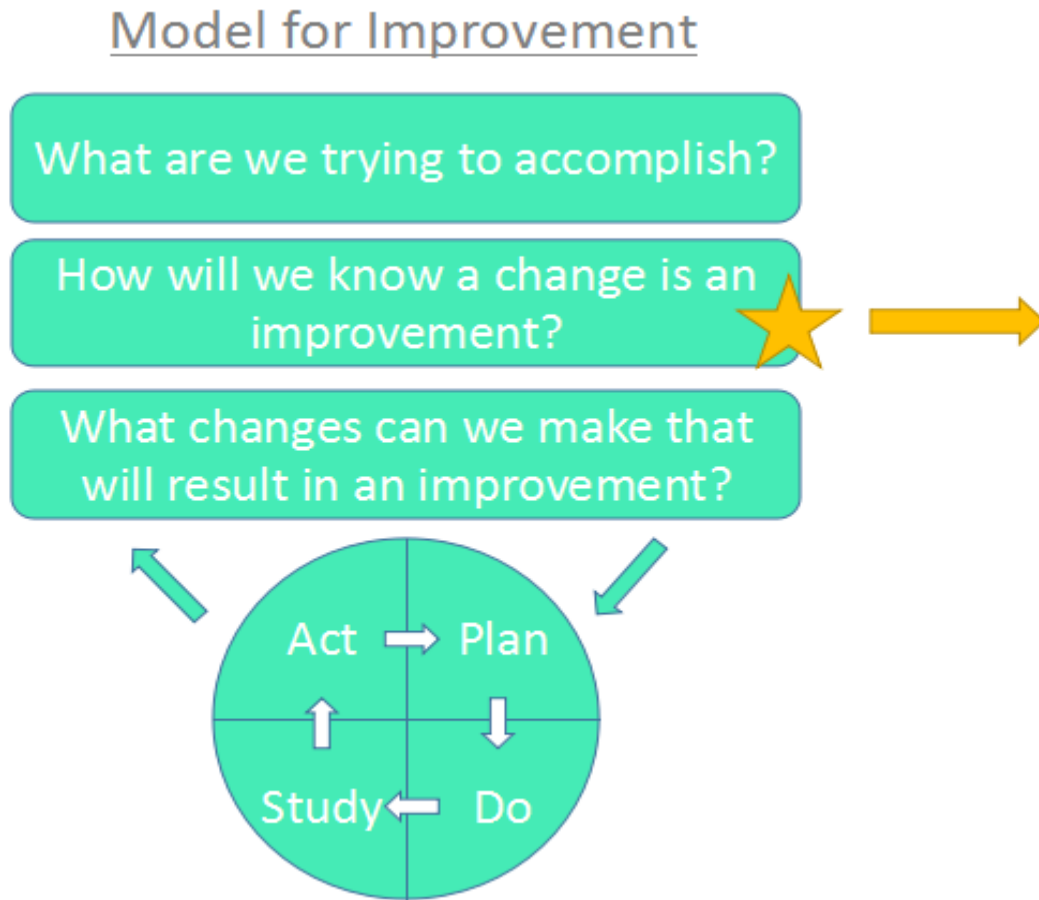 Model for Improvement
What are we trying to accomplish?
How will we know a change is an
improvement?
What changes can we make that
will result in an improvement?
Act
Plan
Study
Do